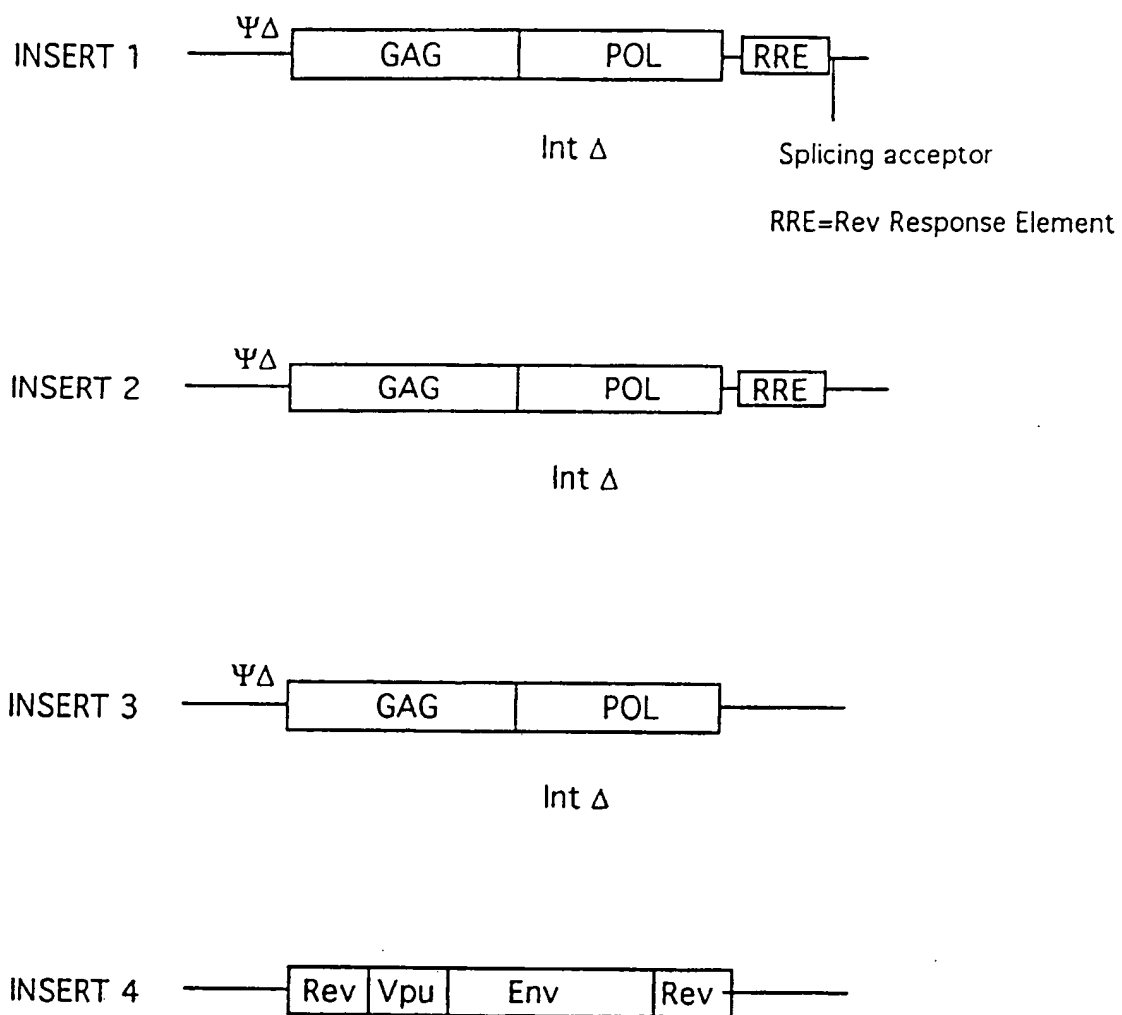 ΨΔ
INSERT 1 GAG POL RRE
Int Δ
Splicing acceptor
RRE=Rev Response Element
ΨΔ
INSERT 2 GAG POL RRE
Int Δ
ΨΔ
INSERT 3 GAG POL
Int Δ
INSERT 4 Rev Vpu Env Rev